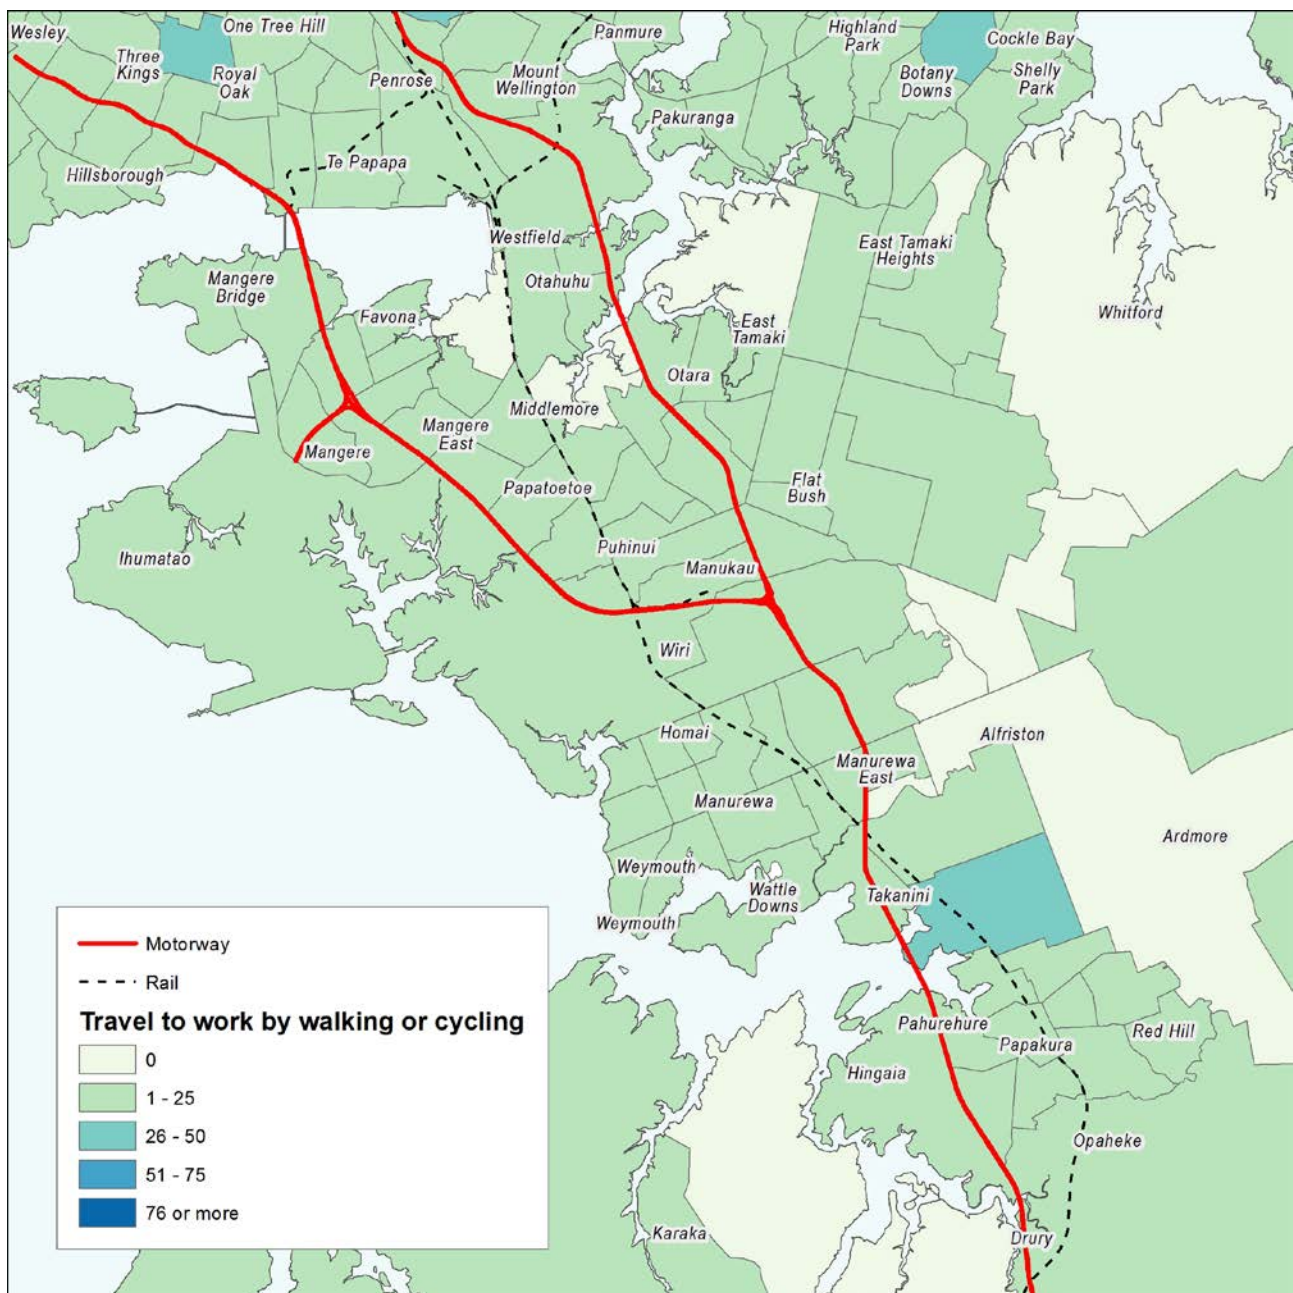 Wesley
One Tree Hill
Panmure
Highland
Park
Cockle Bay
Three
Kings
Royal
Oak
Penrose
Mount
Wellington
Botany
Downs
Shelly
Park
Pakuranga
Te Papapa
Hillsborough
Westfield
East Tamaki
Heights
Mangere
Bridge
Otahuhu
Favona
Whitford
East
Tamaki
Otara
Middlemore
Mangere
East
Mangere
Papatoetoe
Flat
Bush
Puhinui
Ihumatao
Manukau
Wiri
Homai
Alfriston
Manurewa
East
Manurewa
Ardmore
Weymouth
Wattle
Downs
Takanini
Weymouth
Pahurehure
Papakura
Red Hill
Hingaia
Opaheke
Karaka
Drury
Motorway
Rail
Travel to work by walking or cycling
0
1 - 25
26 - 50
51 - 75
76 or more